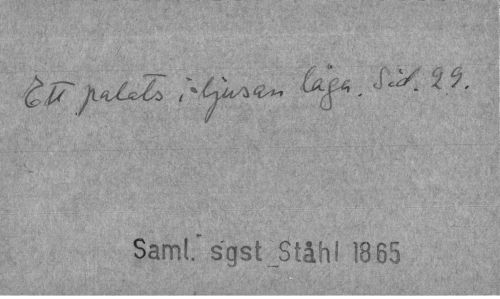 Ett palats i ljusan låga. Sid. 29.
Saml. sgst Ståhl 1865